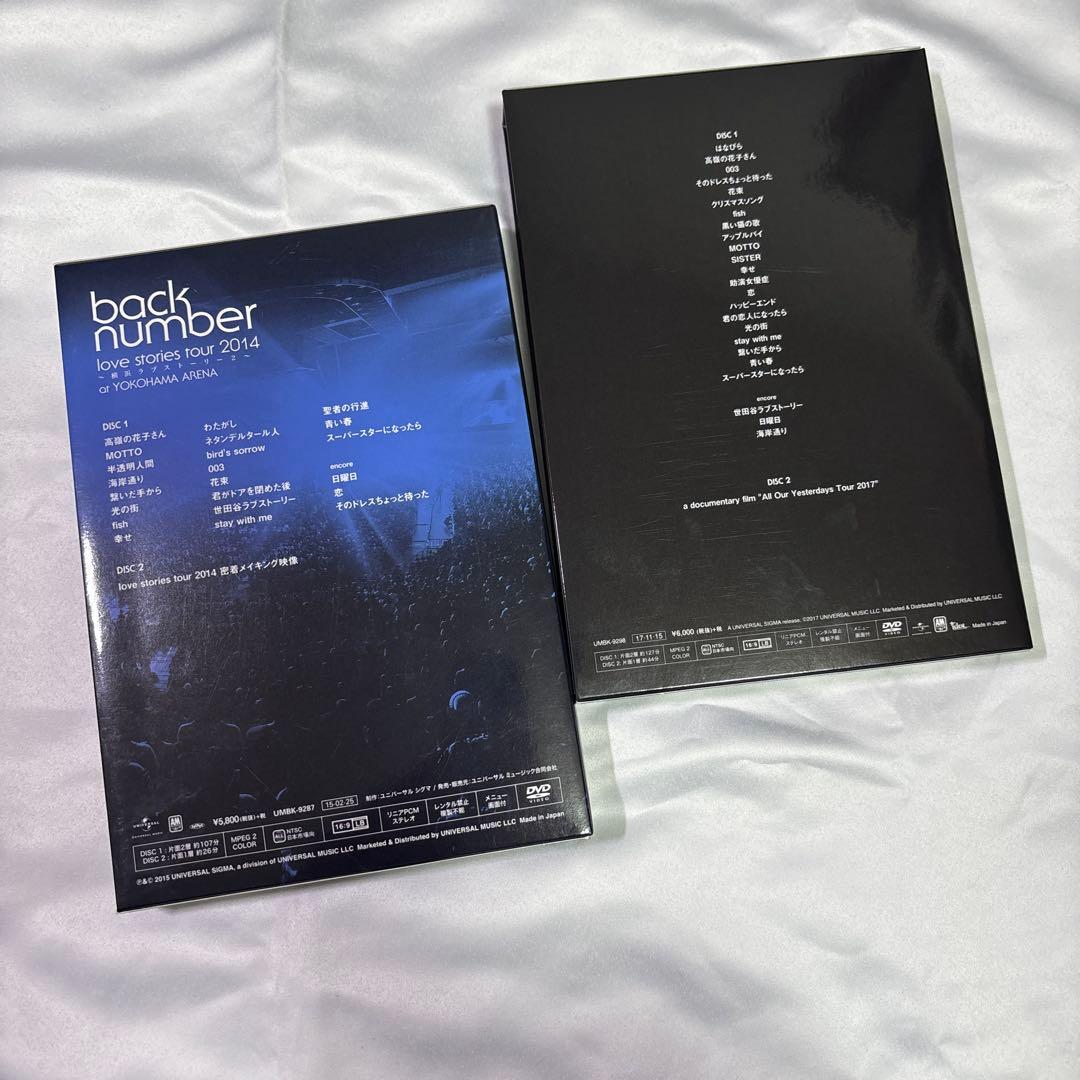 back
number
love stories tour 2014
~横浜ラブストーリー2~
at YOKOHAMA ARENA
DISC 1
高嶺の花子さん
MOTTO
半透明人間
海岸通り
繋いだ手から
光の街
fish
幸せ
わたがし
ネタンデルタール人
bird's sorrow
003
花束
君がドアを閉めた後
世田谷ラブストーリー
stay with me
聖者の行進
青い春
スーパースターになったら
encore
日曜日
恋
そのドレスちょっと待った
DISC 2
love stories tour 2014 密着メイキング映像
UNIVERSAL
¥5,800(税抜)+税 UMBK-9287 15-02-25 制作:ユニバーサル シグマ / 発売・販売元:ユニバーサル ミュージック合同会社
DISC 1:片面2層 約107分
DISC 2:片面1層 約26分
MPEG 2
COLOR
ALL NTSC
日本市場向
16:9 LB
リニアPCM
ステレオ
レンタル禁止
複製不能
メニュー
画面付
DVD
VIDEO
℗&© 2015 UNIVERSAL SIGMA, a division of UNIVERSAL MUSIC LLC Marketed & Distributed by UNIVERSAL MUSIC LLC Made in Japan
DISC 1
はなびら
高嶺の花子さん
003
そのドレスちょっと待った
花束
クリスマスソング
fish
黒い猫の歌
アップルパイ
MOTTO
SISTER
幸せ
助演女優症
恋
ハッピーエンド
君の恋人になったら
光の街
stay with me
繋いだ手から
青い春
スーパースターになったら
encore
世田谷ラブストーリー
日曜日
海岸通り
DISC 2
a documentary film "All Our Yesterdays Tour 2017"
UMBK-9298 17-11-15 ¥6,000 (税抜)+税 A UNIVERSAL SIGMA release. ©2017 UNIVERSAL MUSIC LLC. Marketed & Distributed by UNIVERSAL MUSIC LLC
DISC 1: 片面2層 約127分
DISC 2: 片面1層 約44分
MPEG 2
COLOR
ALL NTSC
日本市場向
16:9 LB
リニアPCM
ステレオ
レンタル禁止
複製不能
メニュー
画面付
DVD
VIDEO
Made in Japan